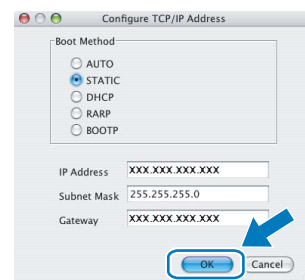 Configure TCP/IP Address
Boot Method
AUTO
STATIC
DHCP
RARP
BOOTP
IP Address XXX.XXX.XXX.XXX
Subnet Mask 255.255.255.0
Gateway XXX.XXX.XXX.XXX
OK Cancel